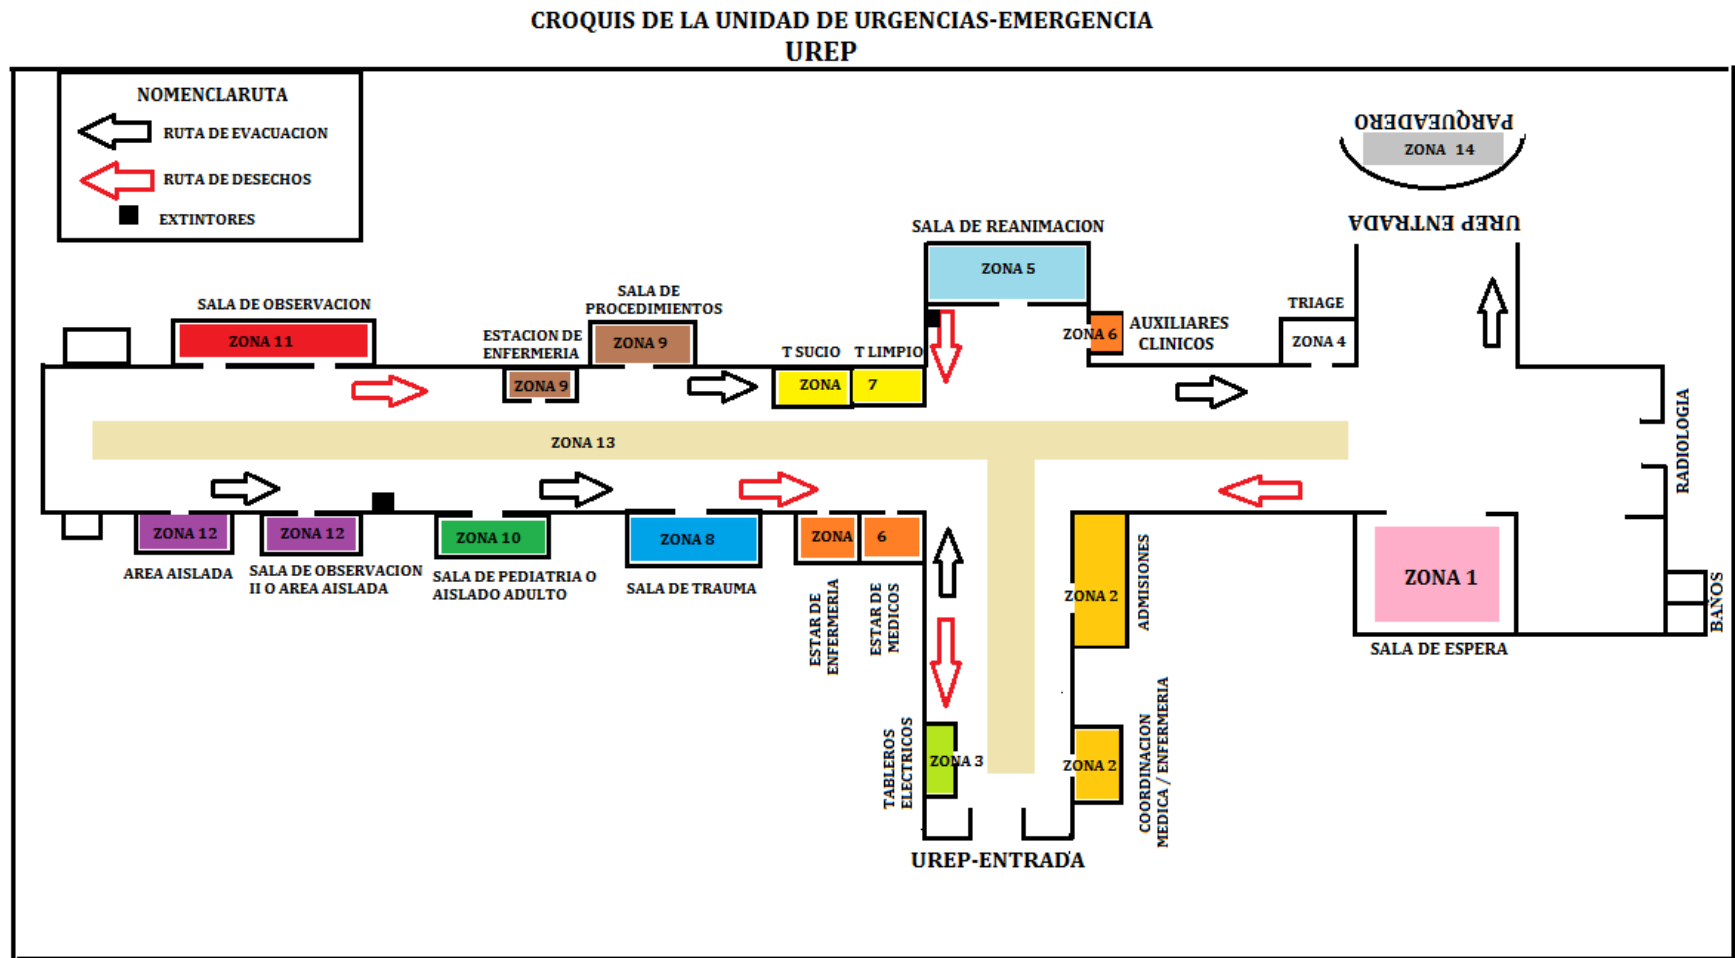 CROQUIS DE LA UNIDAD DE URGENCIAS-EMERGENCIA
UREP
NOMENCLARUTA
RUTA DE EVACUACION
RUTA DE DESECHOS
EXTINTORES
PARQUEADERO
ZONA 14
UREP ENTRADA
SALA DE REANIMACION
ZONA 5
ZONA 6
AUXILIARES
CLINICOS
TRIAGE
ZONA 4
SALA DE OBSERVACION
ZONA 11
ESTACION DE
ENFERMERIA
ZONA 9
SALA DE
PROCEDIMIENTOS
ZONA 9
T SUCIO
T LIMPIO
ZONA 7
RADIOLOGIA
ZONA 13
ZONA 12
AREA AISLADA
ZONA 12
SALA DE OBSERVACION
II O AREA AISLADA
ZONA 10
SALA DE PEDIATRIA O
AISLADO ADULTO
ZONA 8
SALA DE TRAUMA
ZONA 6
ESTAR DE
ENFERMERIA
ESTAR DE
MEDICOS
ZONA 2
ADMISIONES
ZONA 1
SALA DE ESPERA
BAÑOS
TABLEROS
ELECTRICOS
ZONA 3
ZONA 2
COORDINACION
MEDICA / ENFERMERIA
UREP-ENTRADA